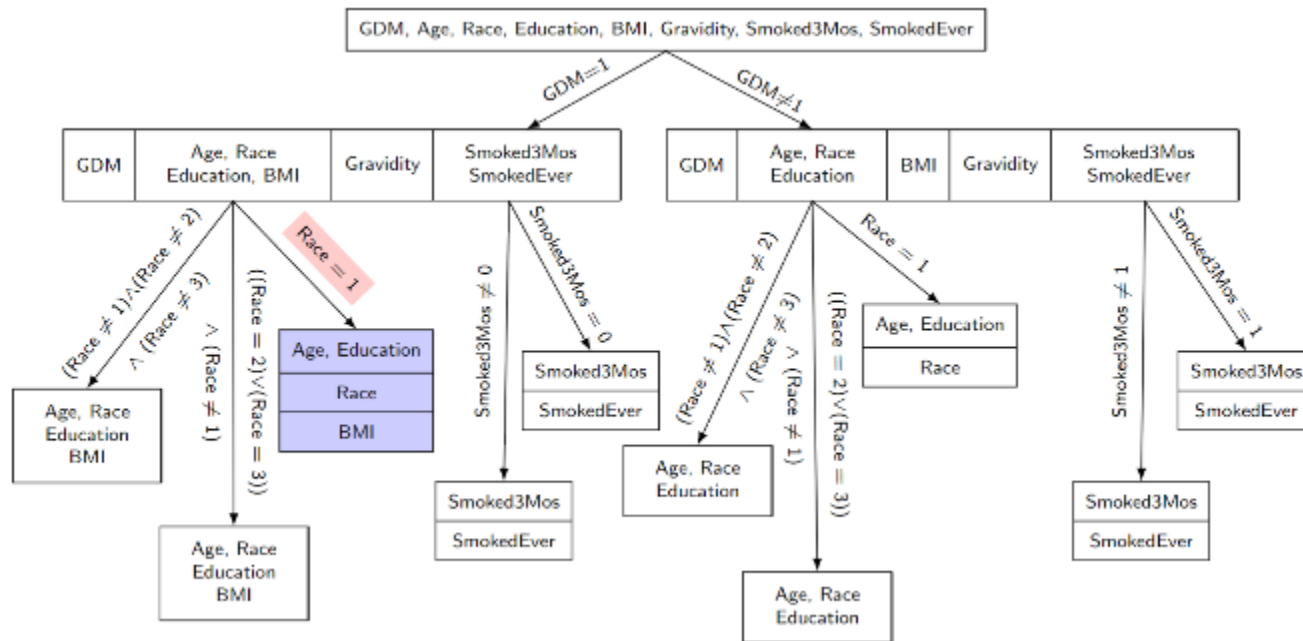 GDM, Age, Race, Education, BMI, Gravidity, Smoked3Mos, SmokedEver
GDM=1
GDM≠1
GDM
Age, Race
Education, BMI
Gravidity
Smoked3Mos
SmokedEver
GDM
Age, Race
Education
BMI
Gravidity
Smoked3Mos
SmokedEver
(Race ≠ 1)∧(Race ≠ 2)
∧ (Race ≠ 3)
((Race = 2)∨(Race = 3))
∧ (Race ≠ 1)
Race = 1
Smoked3Mos ≠ 0
Smoked3Mos = 0
(Race ≠ 1)∧(Race ≠ 2)
∧ (Race ≠ 3)
((Race = 2)∨(Race = 3))
∧ (Race ≠ 1)
Race = 1
Smoked3Mos ≠ 1
Smoked3Mos = 1
Age, Education
Race
BMI
Smoked3Mos
SmokedEver
Age, Education
Race
Smoked3Mos
SmokedEver
Age, Race
Education
BMI
Age, Race
Education
Smoked3Mos
SmokedEver
Smoked3Mos
SmokedEver
Age, Race
Education
BMI
Age, Race
Education